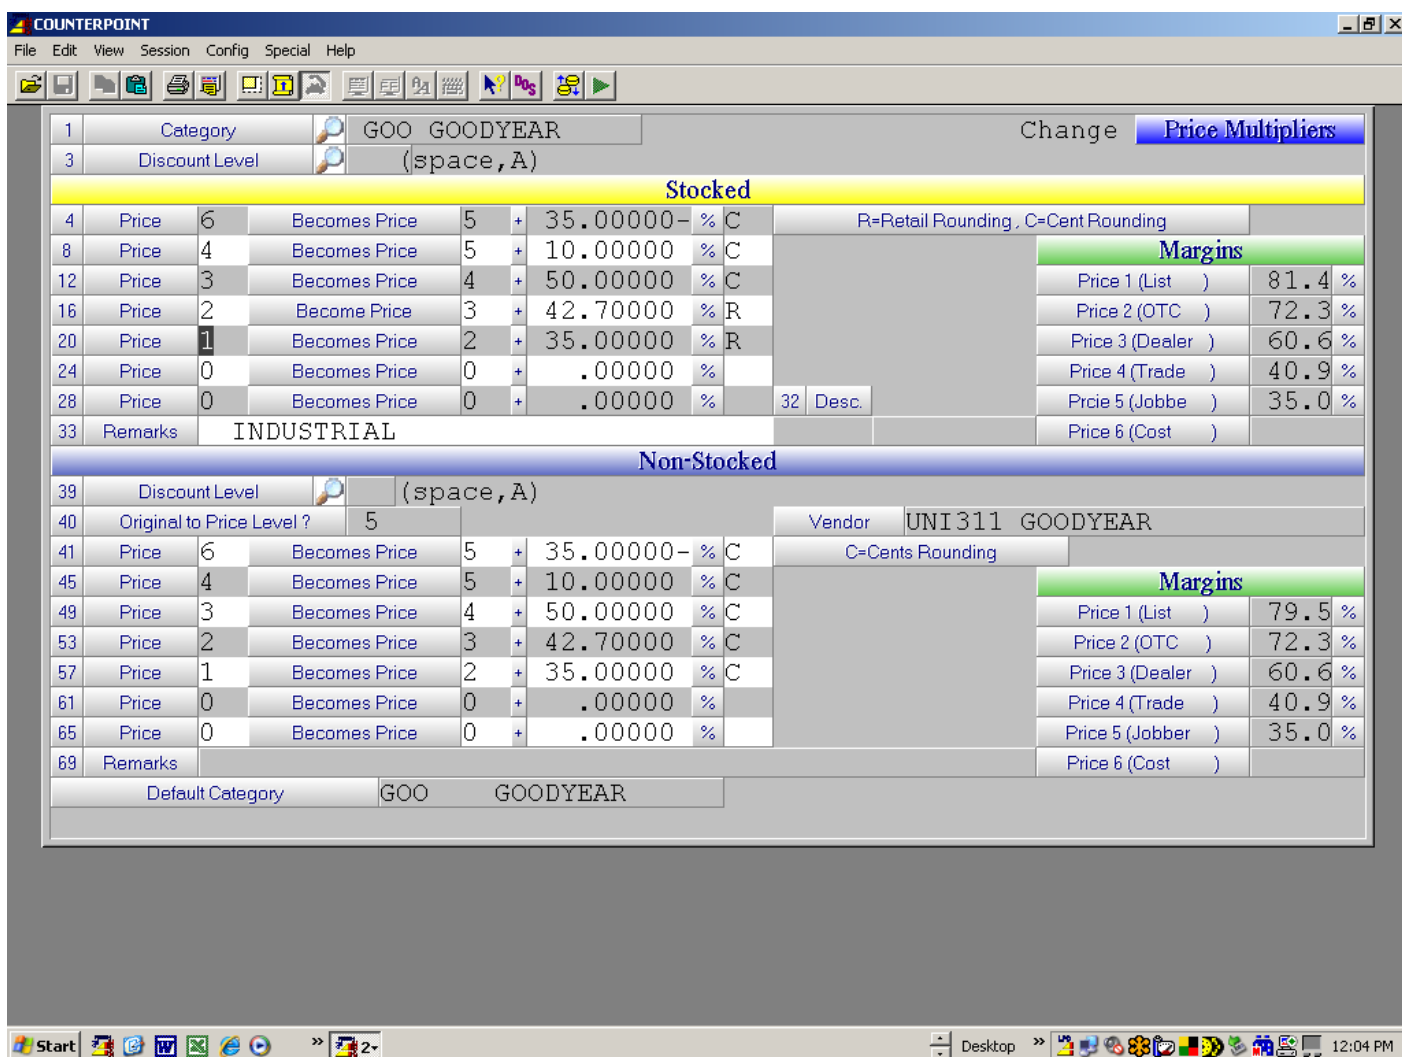 COUNTERPOINT
File Edit View Session Config Special Help
DOS
1 Category GOO GOODYEAR Change Price Multipliers
3 Discount Level (space,A)
Stocked
4 Price 6 Becomes Price 5 + 35.00000- % C R=Retail Rounding , C=Cent Rounding
8 Price 4 Becomes Price 5 + 10.00000 % C Margins
12 Price 3 Becomes Price 4 + 50.00000 % C Price 1 (List ) 81.4 %
16 Price 2 Become Price 3 + 42.70000 % R Price 2 (OTC ) 72.3 %
20 Price 1 Becomes Price 2 + 35.00000 % R Price 3 (Dealer ) 60.6 %
24 Price 0 Becomes Price 0 + .00000 % Price 4 (Trade ) 40.9 %
28 Price 0 Becomes Price 0 + .00000 % 32 Desc. Prcie 5 (Jobbe ) 35.0 %
33 Remarks INDUSTRIAL Price 6 (Cost )
Non-Stocked
39 Discount Level (space,A)
40 Original to Price Level ? 5 Vendor UNI311 GOODYEAR
41 Price 6 Becomes Price 5 + 35.00000- % C C=Cents Rounding
45 Price 4 Becomes Price 5 + 10.00000 % C Margins
49 Price 3 Becomes Price 4 + 50.00000 % C Price 1 (List ) 79.5 %
53 Price 2 Becomes Price 3 + 42.70000 % C Price 2 (OTC ) 72.3 %
57 Price 1 Becomes Price 2 + 35.00000 % C Price 3 (Dealer ) 60.6 %
61 Price 0 Becomes Price 0 + .00000 % Price 4 (Trade ) 40.9 %
65 Price 0 Becomes Price 0 + .00000 % Price 5 (Jobber ) 35.0 %
69 Remarks Price 6 (Cost )
Default Category GOO GOODYEAR
Start » 2 Desktop » 12:04 PM